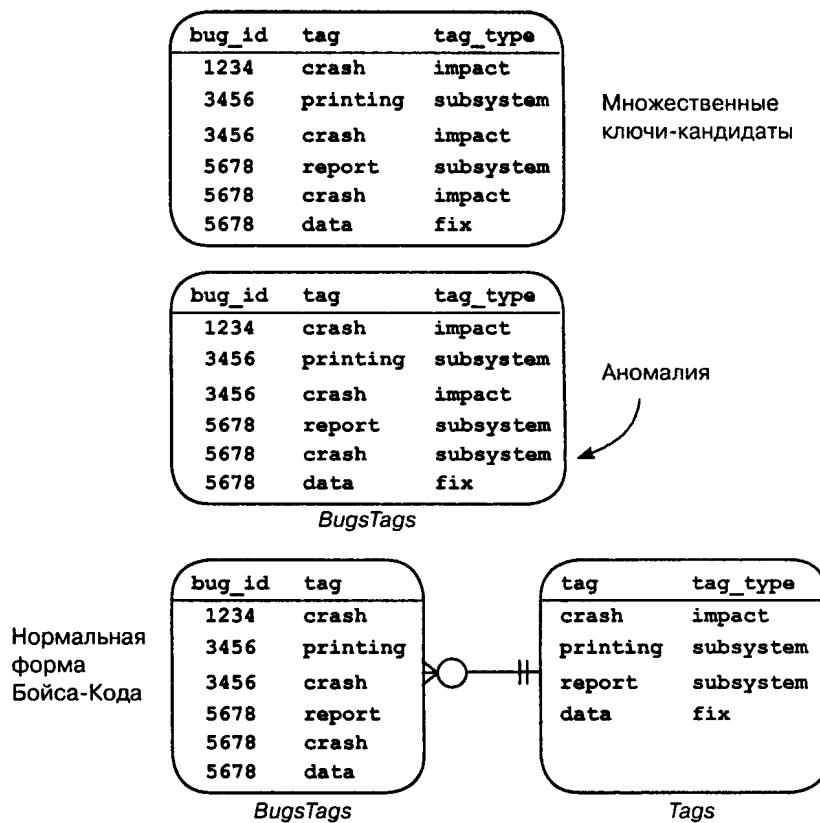 bug_id tag tag_type
1234 crash impact
3456 printing subsystem
3456 crash impact
5678 report subsystem
5678 crash impact
5678 data fix
Множественные
ключи-кандидаты
bug_id tag tag_type
1234 crash impact
3456 printing subsystem
3456 crash impact
5678 report subsystem
5678 crash subsystem
5678 data fix
Аномалия
BugsTags
Нормальная
форма
Бойса-Кода
bug_id tag
1234 crash
3456 printing
3456 crash
5678 report
5678 crash
5678 data
BugsTags
tag tag_type
crash impact
printing subsystem
report subsystem
data fix
Tags